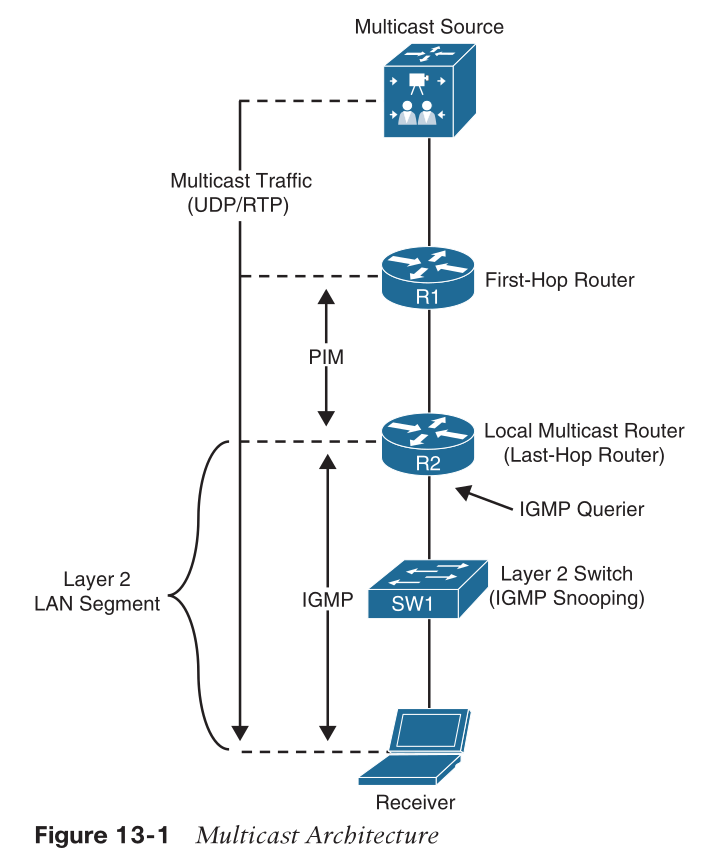 Multicast Source
Multicast Traffic
(UDP/RTP)
First-Hop Router
R1
PIM
Local Multicast Router
(Last-Hop Router)
R2
IGMP Querier
Layer 2
LAN Segment
IGMP
Layer 2 Switch
(IGMP Snooping)
SW1
Receiver
Figure 13-1 Multicast Architecture